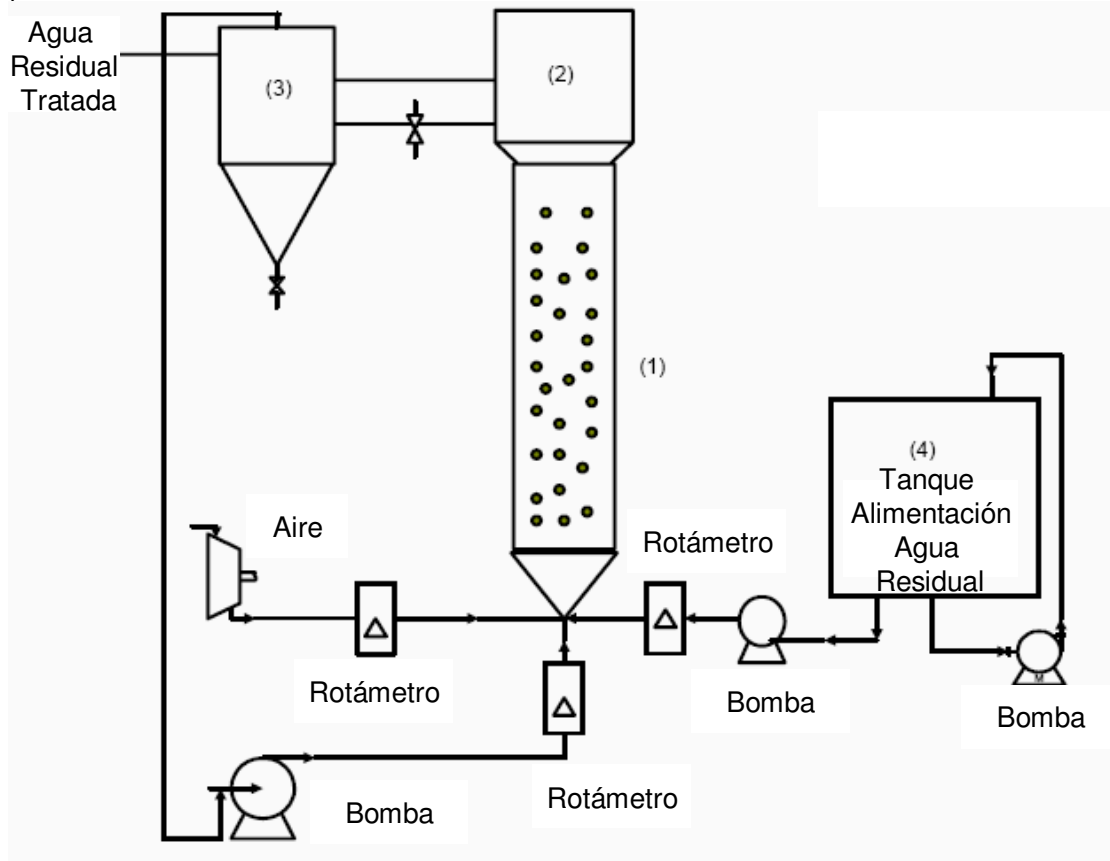 Agua
Residual
Tratada
(3)
(2)
(1)
(4)
Tanque
Alimentación
Agua
Residual
Aire
Rotámetro
Rotámetro
Bomba
M
Bomba
Rotámetro
Bomba